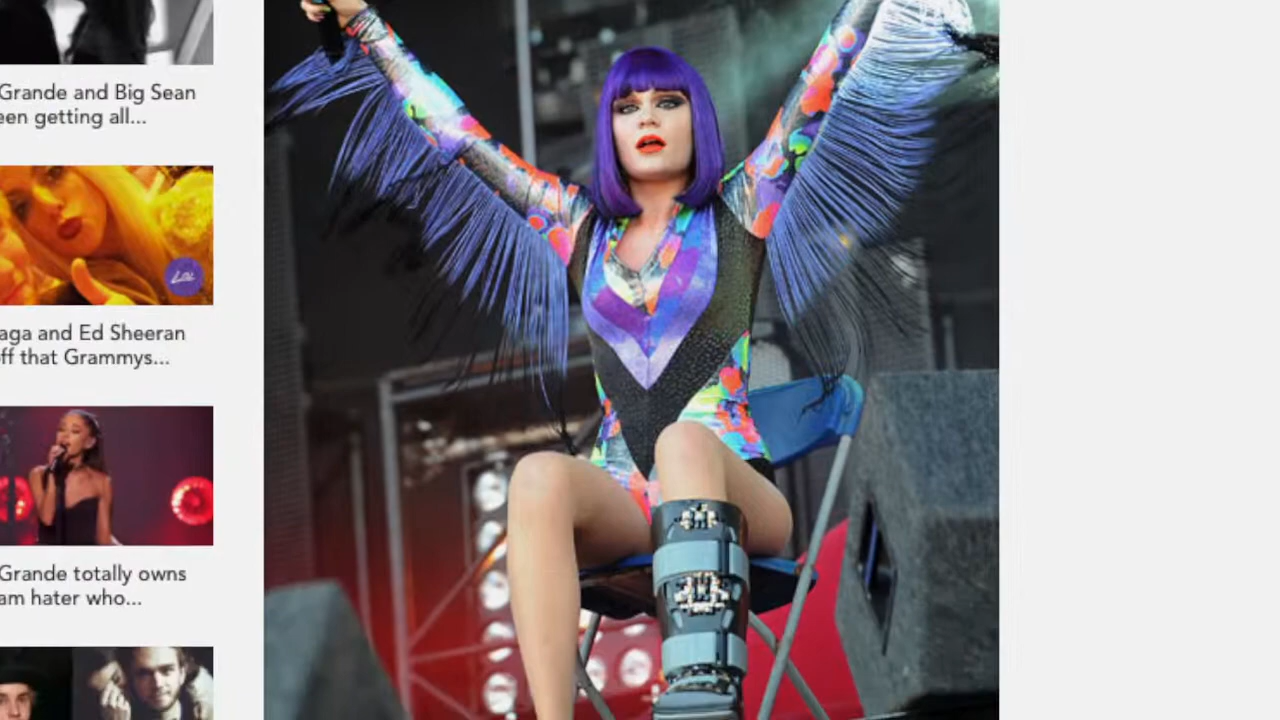 Grande and Big Sean
een getting all...
aga and Ed Sheeran
off that Grammys...
Grande totally owns
am hater who...